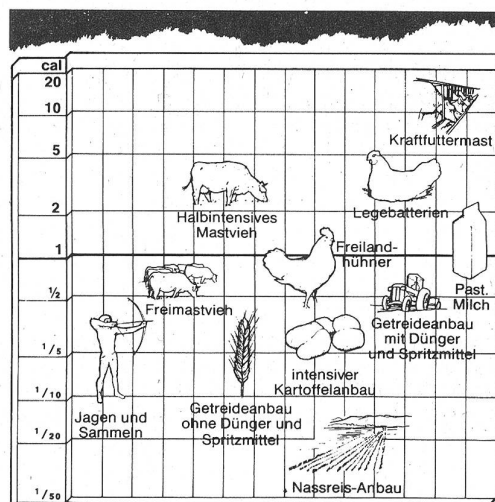 cal
20
10
5
2
1
½
1/5
1/10
1/20
1/50
Kraftfuttermast
Halbintensives
Mastvieh
Legebatterien
Freiland-
hühner
Past.
Milch
Freimastvieh
Getreideanbau
mit Dünger
und Spritzmittel
intensiver
Kartoffelanbau
Jagen und
Sammeln
Getreideanbau
ohne Dünger und
Spritzmittel
Nassreis-Anbau